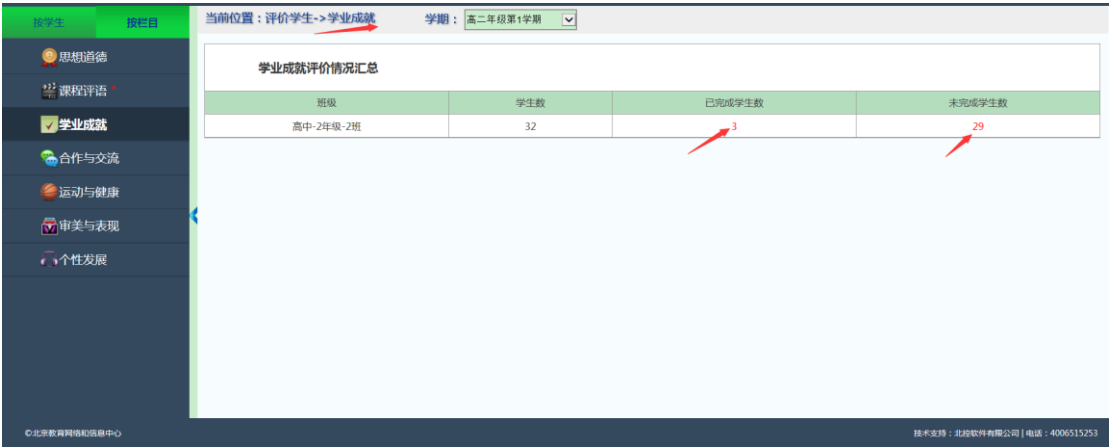 按学生 按栏目 当前位置：评价学生->学业成就 学期： 高二年级第1学期
思想道德
课程评语 *
学业成就
合作与交流
运动与健康
审美与表现
个性发展
学业成就评价情况汇总
班级 学生数 已完成学生数 未完成学生数
高中-2年级-2班 32 3 29
©北京教育网络和信息中心 技术支持：北控软件有限公司 | 电话：4006515253